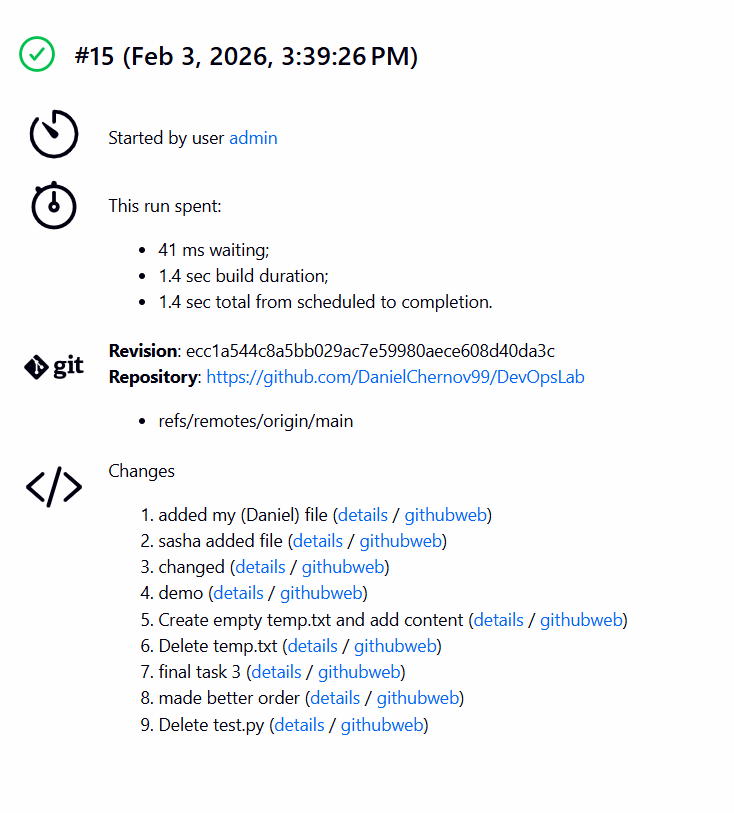 #15 (Feb 3, 2026, 3:39:26 PM)
Started by user admin
This run spent:
41 ms waiting;
1.4 sec build duration;
1.4 sec total from scheduled to completion.
git
Revision: ecc1a544c8a5bb029ac7e59980aece608d40da3c
Repository: https://github.com/DanielChernov99/DevOpsLab
refs/remotes/origin/main
</>
Changes
1. added my (Daniel) file (details / githubweb)
2. sasha added file (details / githubweb)
3. changed (details / githubweb)
4. demo (details / githubweb)
5. Create empty temp.txt and add content (details / githubweb)
6. Delete temp.txt (details / githubweb)
7. final task 3 (details / githubweb)
8. made better order (details / githubweb)
9. Delete test.py (details / githubweb)